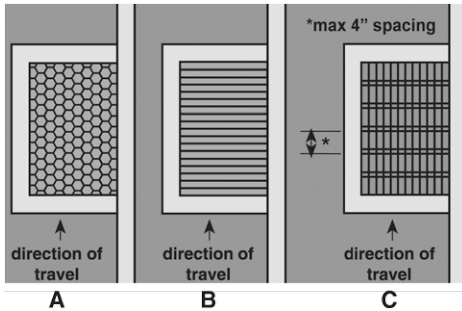 *max 4” spacing
*
direction of
travel
direction of
travel
direction of
travel
A
B
C